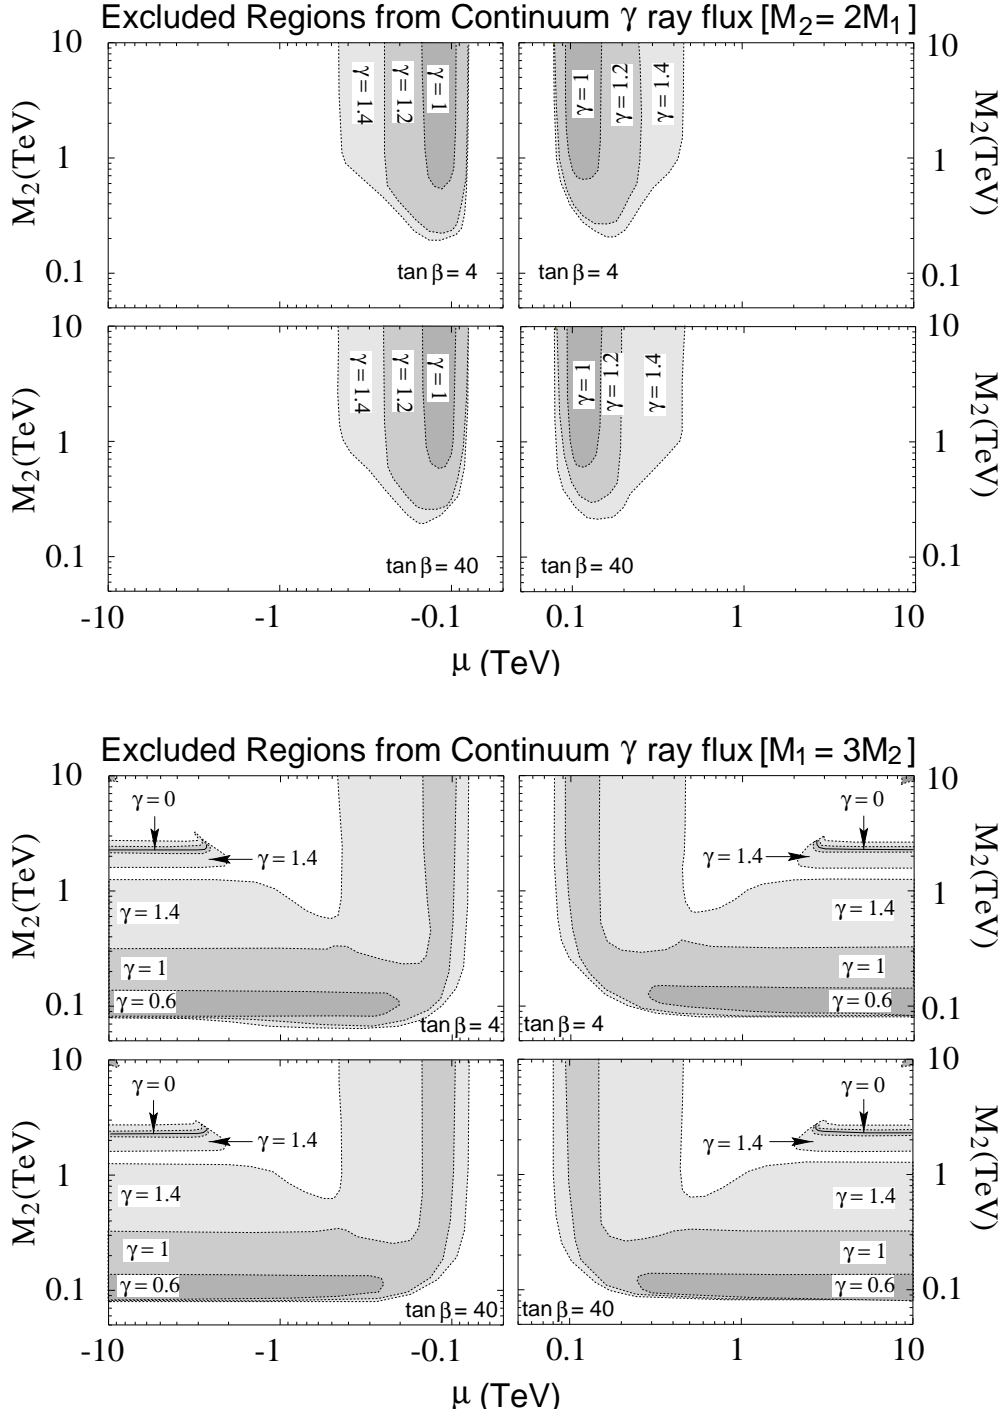 Excluded Regions from Continuum γ ray flux [M₂ = 2M₁]
10 10
γ = 1.4 γ = 1.2 γ = 1 γ = 1 γ = 1.2 γ = 1.4
M₂(TeV) M₂(TeV)
1 1
0.1 tan β = 4 tan β = 4 0.1
10 10
γ = 1.4 γ = 1.2 γ = 1 γ = 1 γ = 1.2 γ = 1.4
M₂(TeV) M₂(TeV)
1 1
0.1 tan β = 40 tan β = 40 0.1
-10 -1 -0.1 0.1 1 10
μ (TeV)
Excluded Regions from Continuum γ ray flux [M₁ = 3M₂]
10 10
γ = 0 γ = 0
γ = 1.4 γ = 1.4
M₂(TeV) M₂(TeV)
1 1
γ = 1.4 γ = 1.4
γ = 1 γ = 1
0.1 γ = 0.6 γ = 0.6 0.1
tan β = 4 tan β = 4
10 10
γ = 0 γ = 0
γ = 1.4 γ = 1.4
M₂(TeV) M₂(TeV)
1 1
γ = 1.4 γ = 1.4
γ = 1 γ = 1
0.1 γ = 0.6 γ = 0.6 0.1
tan β = 40 tan β = 40
-10 -1 -0.1 0.1 1 10
μ (TeV)